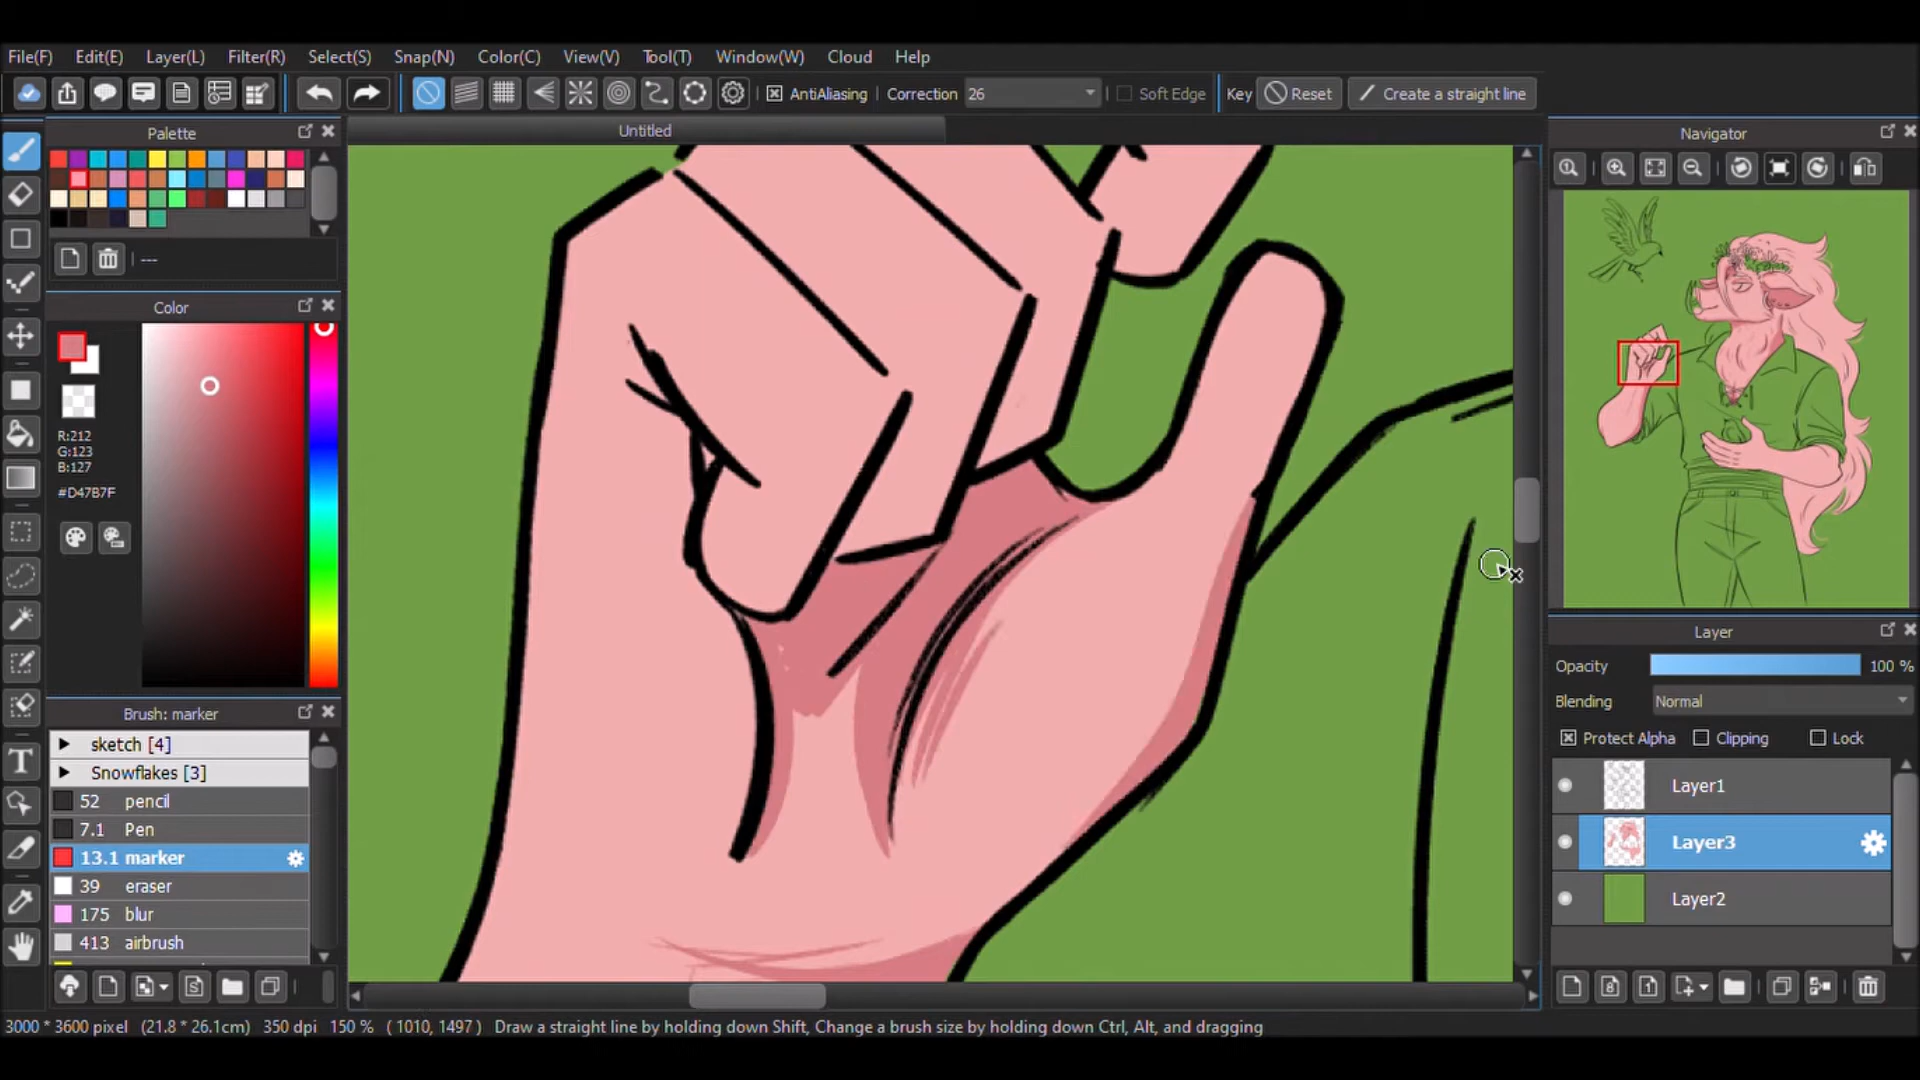 File(F) Edit(E) Layer(L) Filter(R) Select(S) Snap(N) Color(C) View(V) Tool(T) Window(W) Cloud Help
AntiAliasing Correction 26 Soft Edge Key Reset Create a straight line
Palette
Untitled
Navigator
---
Color
R:212
G:123
B:127
#D47B7F
Brush: marker
sketch [4]
Snowflakes [3]
52 pencil
7.1 Pen
13.1 marker
39 eraser
175 blur
413 airbrush
Layer
Opacity 100 %
Blending Normal
Protect Alpha Clipping Lock
Layer1
Layer3
Layer2
3000 * 3600 pixel (21.8 * 26.1cm) 350 dpi 150 % ( 1010, 1497 ) Draw a straight line by holding down Shift, Change a brush size by holding down Ctrl, Alt, and dragging